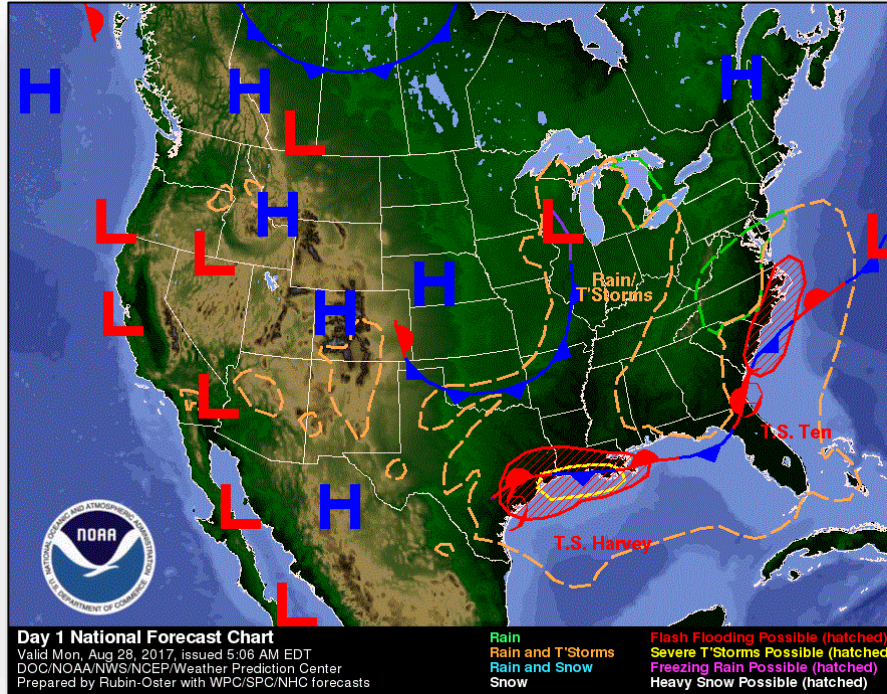 H
H
H
L
L
L
H
L
L
L
H
H
Rain/
T'Storms
L
L
T.S. Ten
L
H
T.S. Harvey
L
NATIONAL OCEANIC AND ATMOSPHERIC ADMINISTRATION
NOAA
U.S. DEPARTMENT OF COMMERCE
Day 1 National Forecast Chart
Valid Mon, Aug 28, 2017, issued 5:06 AM EDT
DOC/NOAA/NWS/NCEP/Weather Prediction Center
Prepared by Rubin-Oster with WPC/SPC/NHC forecasts
Rain
Rain and T'Storms
Rain and Snow
Snow
Flash Flooding Possible (hatched)
Severe T'Storms Possible (hatched
Freezing Rain Possible (hatched)
Heavy Snow Possible (hatched)